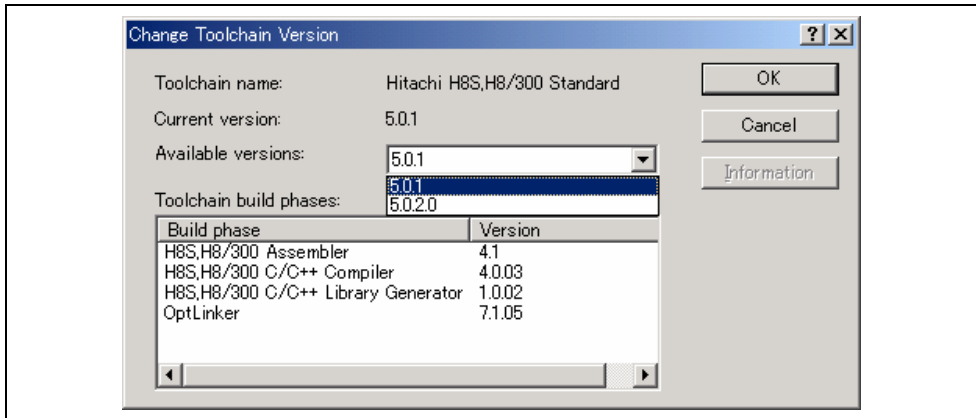 Change Toolchain Version
Toolchain name: Hitachi H8S,H8/300 Standard
OK
Current version: 5.0.1
Cancel
Available versions: 5.0.1
Information
5.0.1
5.0.2.0
Toolchain build phases:
Build phase Version
H8S,H8/300 Assembler 4.1
H8S,H8/300 C/C++ Compiler 4.0.03
H8S,H8/300 C/C++ Library Generator 1.0.02
OptLinker 7.1.05